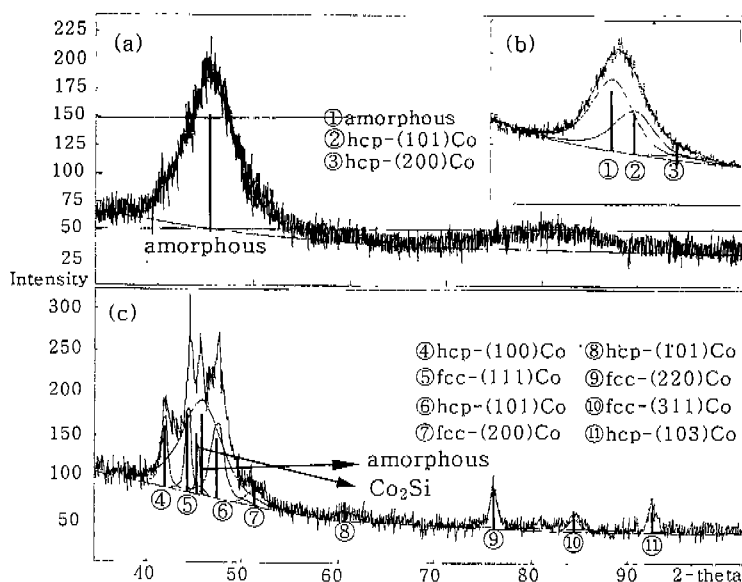 225
200
175
150
125
100
75
50
25
(a)
(b)
①amorphous
②hcp-(101)Co
③hcp-(200)Co
① ② ③
amorphous
Intensity
300
250
200
150
100
50
(c)
④hcp-(100)Co ⑧hcp-(101)Co
⑤fcc-(111)Co ⑨fcc-(220)Co
⑥hcp-(101)Co ⑩fcc-(311)Co
⑦fcc-(200)Co ⑪hcp-(103)Co
amorphous
Co₂Si
④ ⑤ ⑥ ⑦ ⑧ ⑨ ⑩ ⑪
40 50 60 70 80 90 2-theta